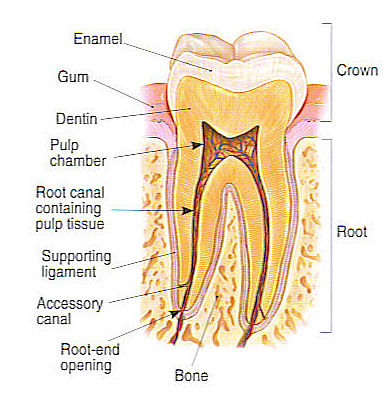 Enamel
Gum
Dentin
Pulp
chamber
Root canal
containing
pulp tissue
Supporting
ligament
Accessory
canal
Root-end
opening
Bone
Crown
Root